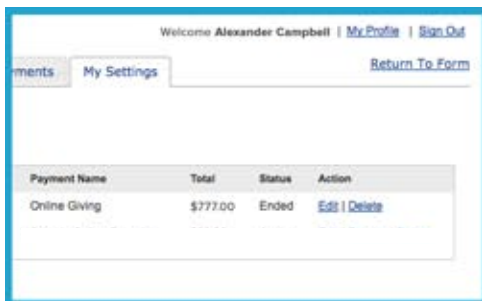 Welcome Alexander Campbell | My Profile | Sign Out
ments My Settings Return To Form
Payment Name Total Status Action
Online Giving $777.00 Ended Edit | Delete